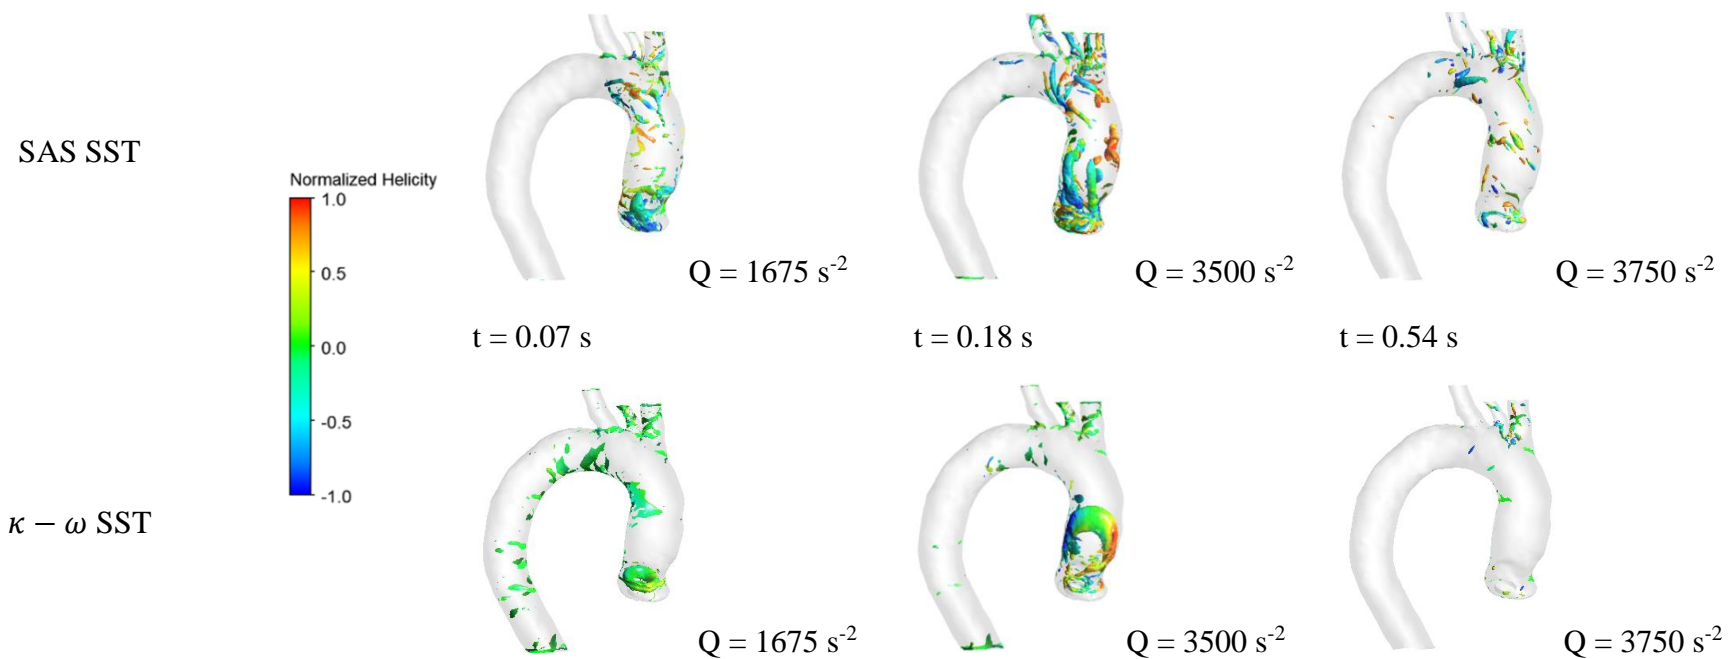 SAS SST
Normalized Helicity
1.0
0.5
0.0
-0.5
-1.0
Q = 1675 s⁻²
Q = 3500 s⁻²
Q = 3750 s⁻²
t = 0.07 s
t = 0.18 s
t = 0.54 s
κ − ω SST
Q = 1675 s⁻²
Q = 3500 s⁻²
Q = 3750 s⁻²